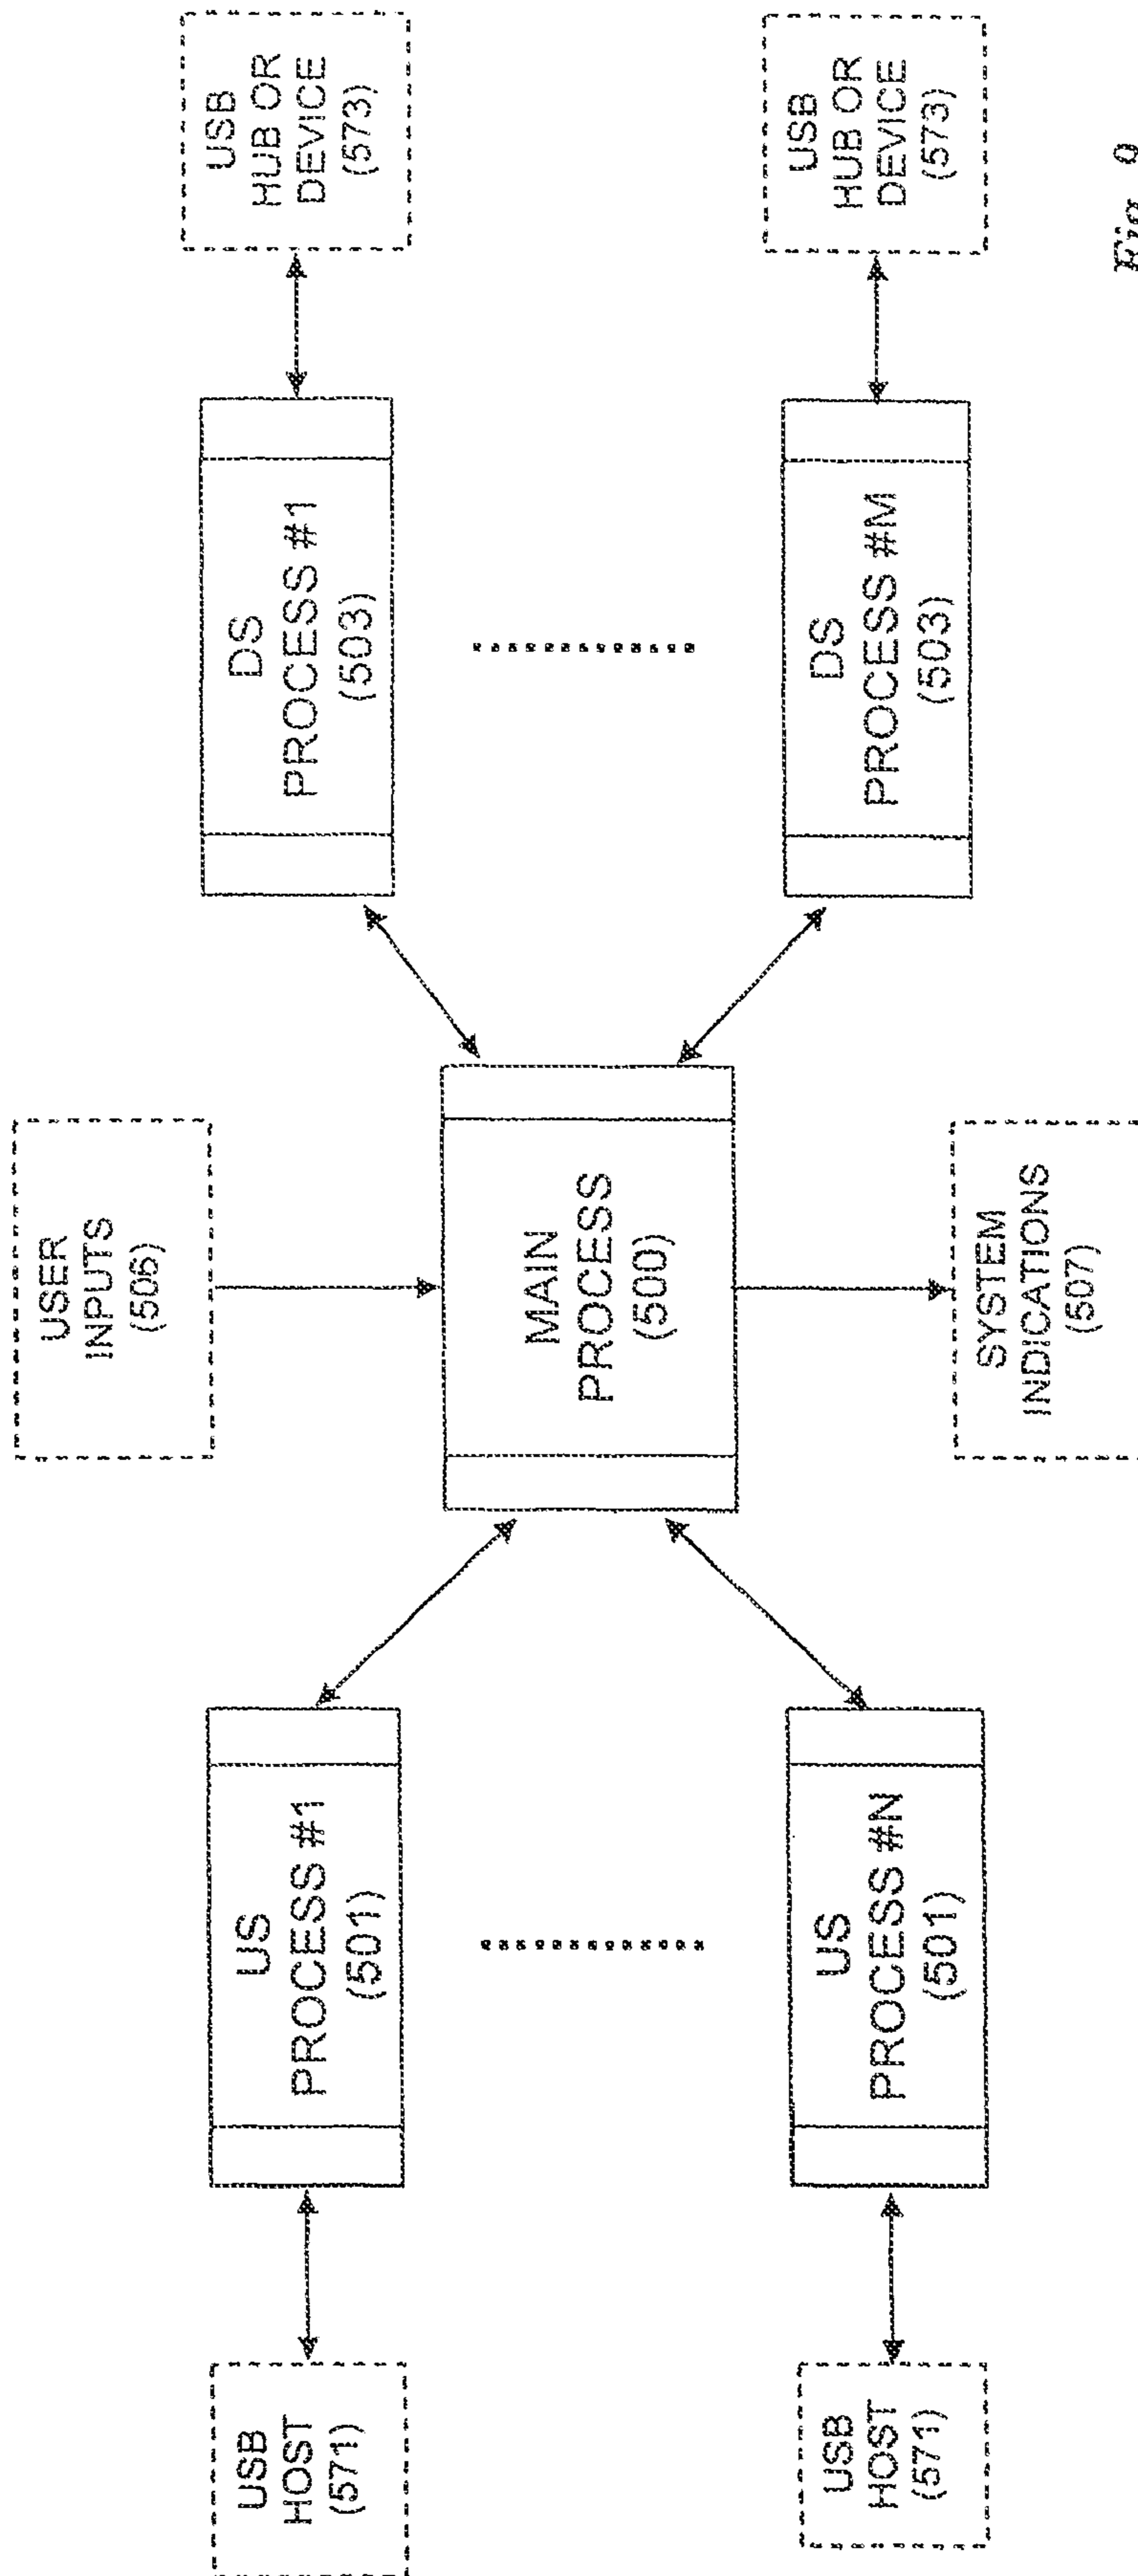 USER
INPUTS
(506)
USB
HOST
(571)
US
PROCESS #1
(501)
DS
PROCESS #1
(503)
USB
HUB OR
DEVICE
(573)
MAIN
PROCESS
(500)
USB
HOST
(571)
US
PROCESS #N
(501)
DS
PROCESS #M
(503)
USB
HUB OR
DEVICE
(573)
SYSTEM
INDICATIONS
(507)
Fig. 9